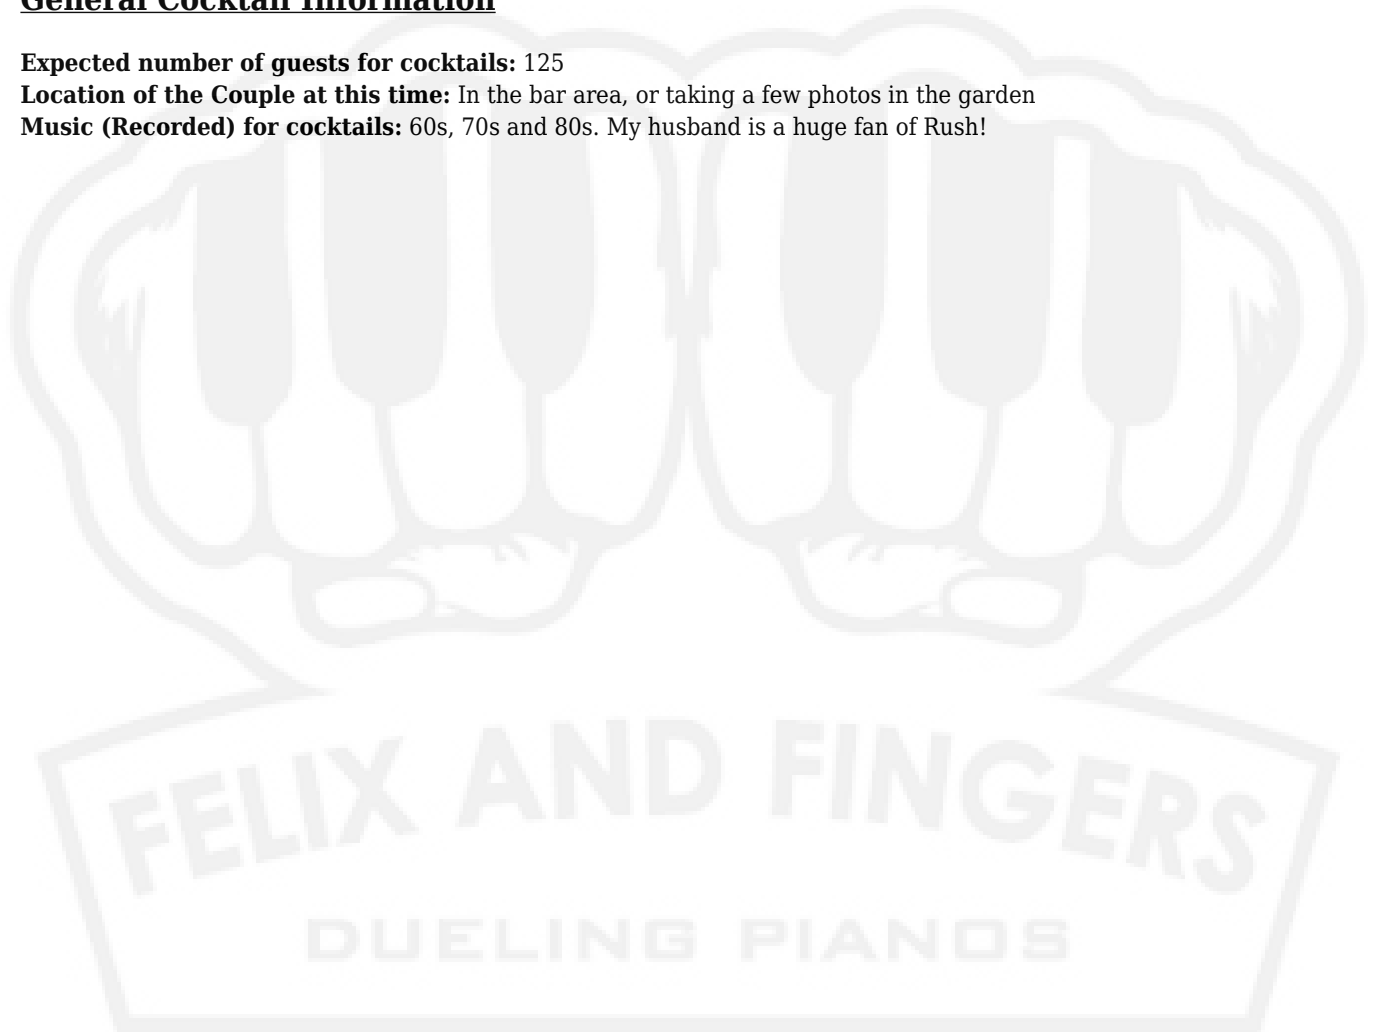 General Cocktail Information
Expected number of guests for cocktails: 125
Location of the Couple at this time: In the bar area, or taking a few photos in the garden
Music (Recorded) for cocktails: 60s, 70s and 80s. My husband is a huge fan of Rush!
FELIX AND FINGERS
DUELING PIANOS